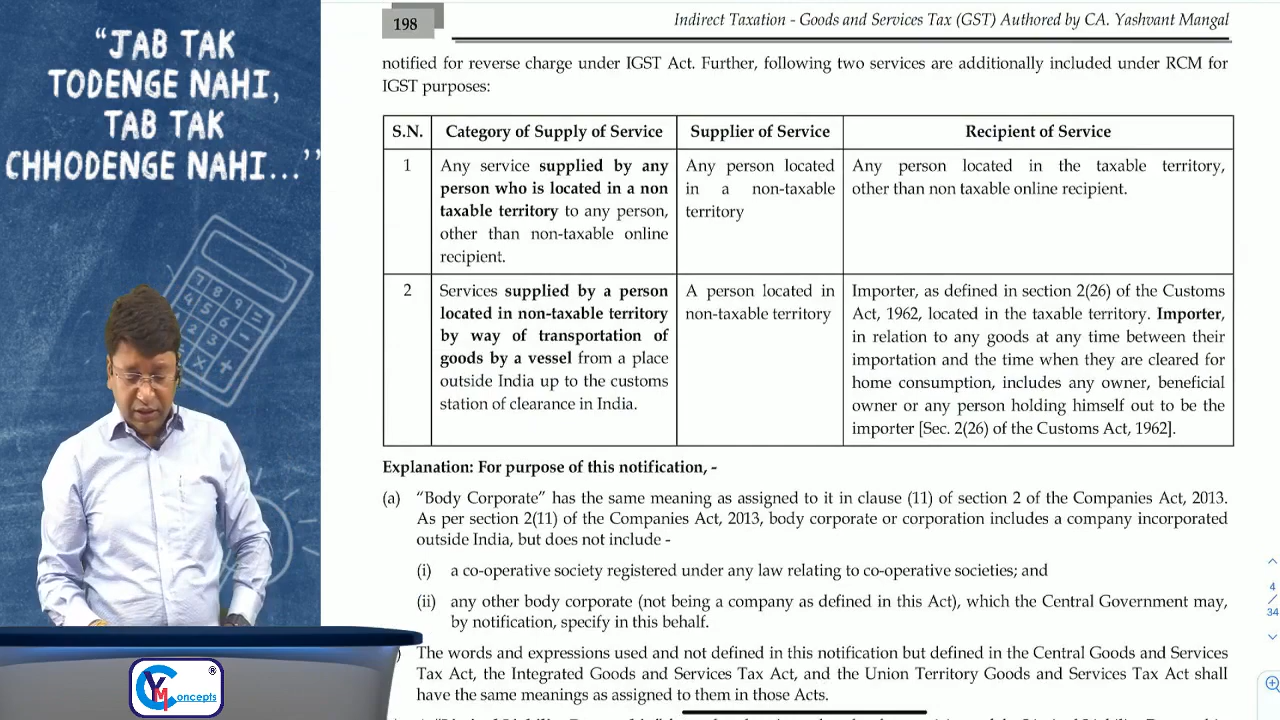 “JAB TAK
TODENGE NAHI,
TAB TAK
CHHODENGE NAHI...’’
198
Indirect Taxation - Goods and Services Tax (GST) Authored by CA. Yashvant Mangal
notified for reverse charge under IGST Act. Further, following two services are additionally included under RCM for
IGST purposes:
S.N. Category of Supply of Service Supplier of Service Recipient of Service
1
Any service supplied by any
person who is located in a non
taxable territory to any person,
other than non-taxable online
recipient.
Any person located
in a non-taxable
territory
Any person located in the taxable territory,
other than non taxable online recipient.
2
Services supplied by a person
located in non-taxable territory
by way of transportation of
goods by a vessel from a place
outside India up to the customs
station of clearance in India.
A person located in
non-taxable territory
Importer, as defined in section 2(26) of the Customs
Act, 1962, located in the taxable territory. Importer,
in relation to any goods at any time between their
importation and the time when they are cleared for
home consumption, includes any owner, beneficial
owner or any person holding himself out to be the
importer [Sec. 2(26) of the Customs Act, 1962].
Explanation: For purpose of this notification, -
(a) “Body Corporate” has the same meaning as assigned to it in clause (11) of section 2 of the Companies Act, 2013.
As per section 2(11) of the Companies Act, 2013, body corporate or corporation includes a company incorporated
outside India, but does not include -
(i) a co-operative society registered under any law relating to co-operative societies; and
(ii) any other body corporate (not being a company as defined in this Act), which the Central Government may,
by notification, specify in this behalf.
The words and expressions used and not defined in this notification but defined in the Central Goods and Services
Tax Act, the Integrated Goods and Services Tax Act, and the Union Territory Goods and Services Tax Act shall
have the same meanings as assigned to them in those Acts.
4
/
34
YM Concepts ®